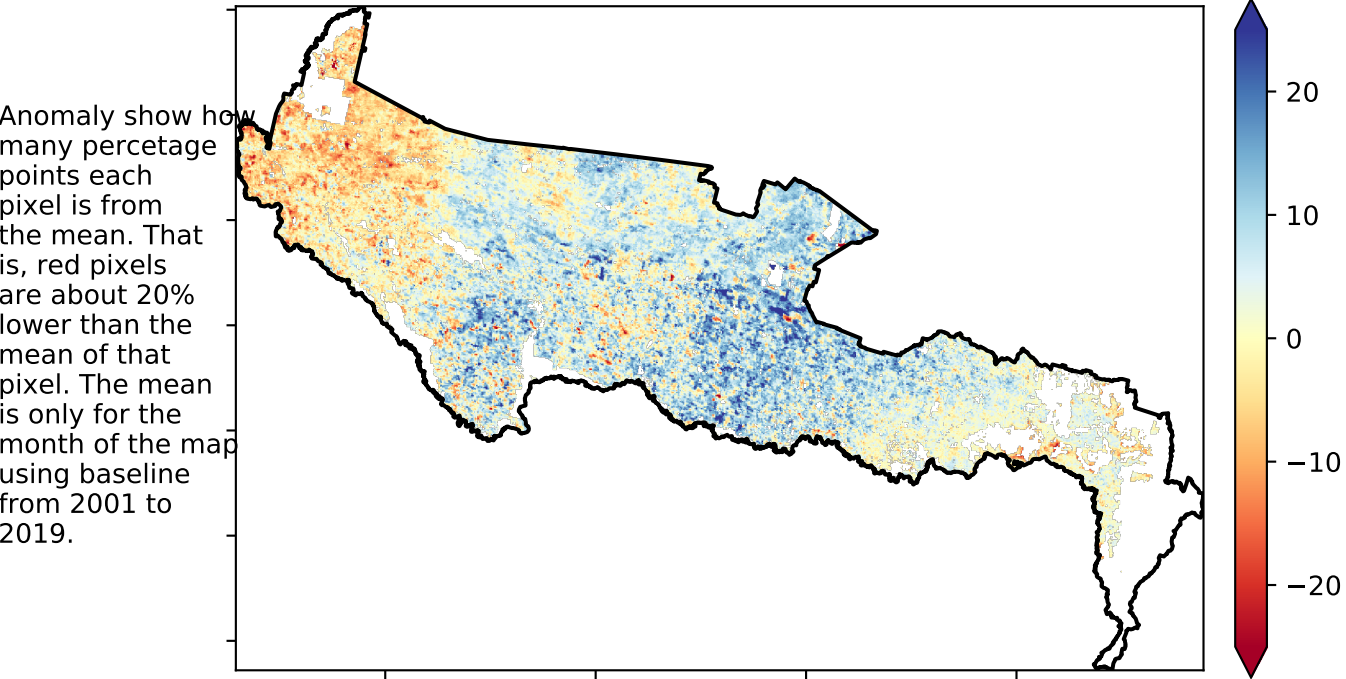 Anomaly show how
many percetage
points each
pixel is from
the mean. That
is, red pixels
are about 20%
lower than the
mean of that
pixel. The mean
is only for the
month of the map
using baseline
from 2001 to
2019.
20
10
0
−10
−20